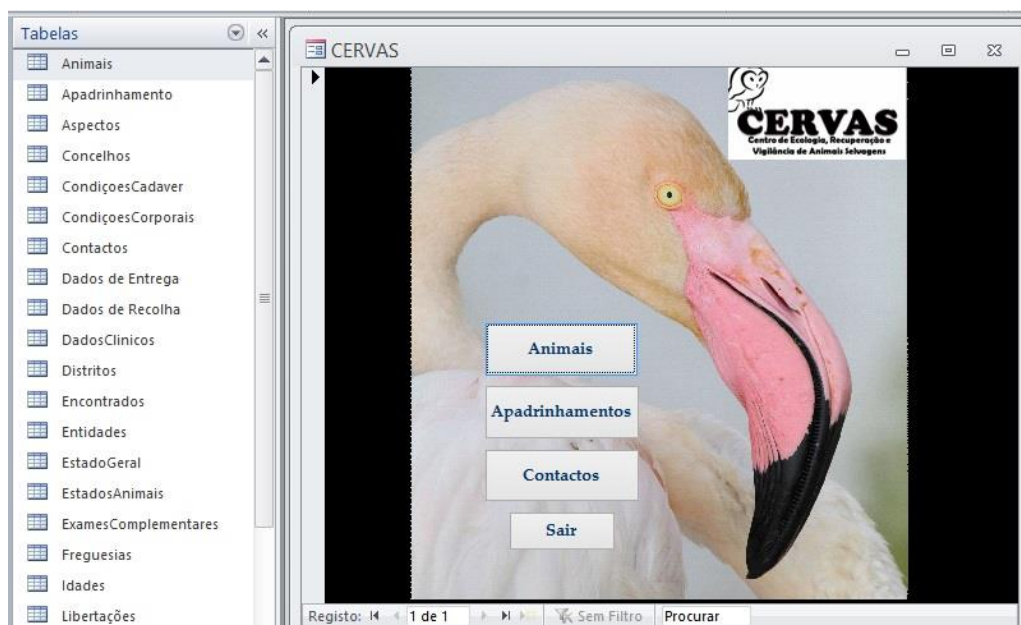 Tabelas
Animais
Apadrinhamento
Aspectos
Concelhos
CondiçoesCadaver
CondiçoesCorporais
Contactos
Dados de Entrega
Dados de Recolha
DadosClinicos
Distritos
Encontrados
Entidades
EstadoGeral
EstadosAnimais
ExamesComplementares
Freguesias
Idades
Libertações
CERVAS
CERVAS
Centro de Ecologia, Recuperação e
Vigilância de Animais Selvagens
Animais
Apadrinhamentos
Contactos
Sair
Registo: 1 de 1 Sem Filtro Procurar